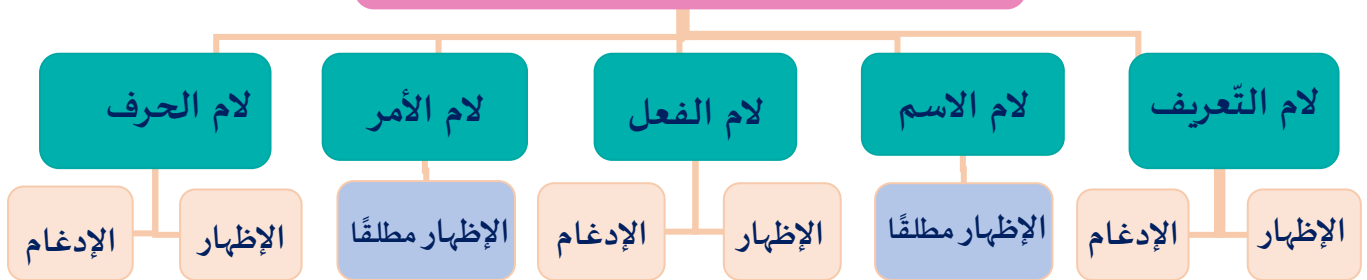 لام التّعريف
لام الاسم
لام الفعل
لام الأمر
لام الحرف
الإظهار
الإدغام
الإظهار مطلقًا
الإظهار
الإدغام
الإظهار مطلقًا
الإظهار
الإدغام